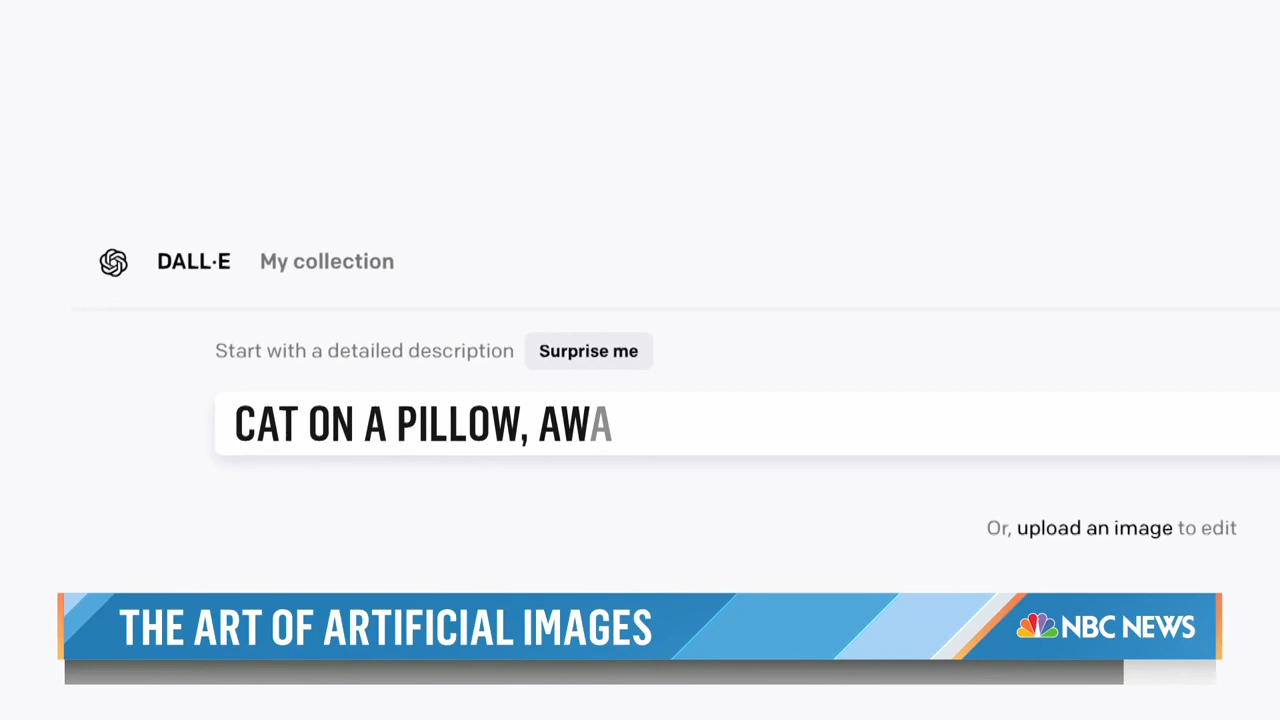 DALL·E My collection
Start with a detailed description Surprise me
CAT ON A PILLOW, AWA
Or, upload an image to edit
THE ART OF ARTIFICIAL IMAGES
NBC NEWS